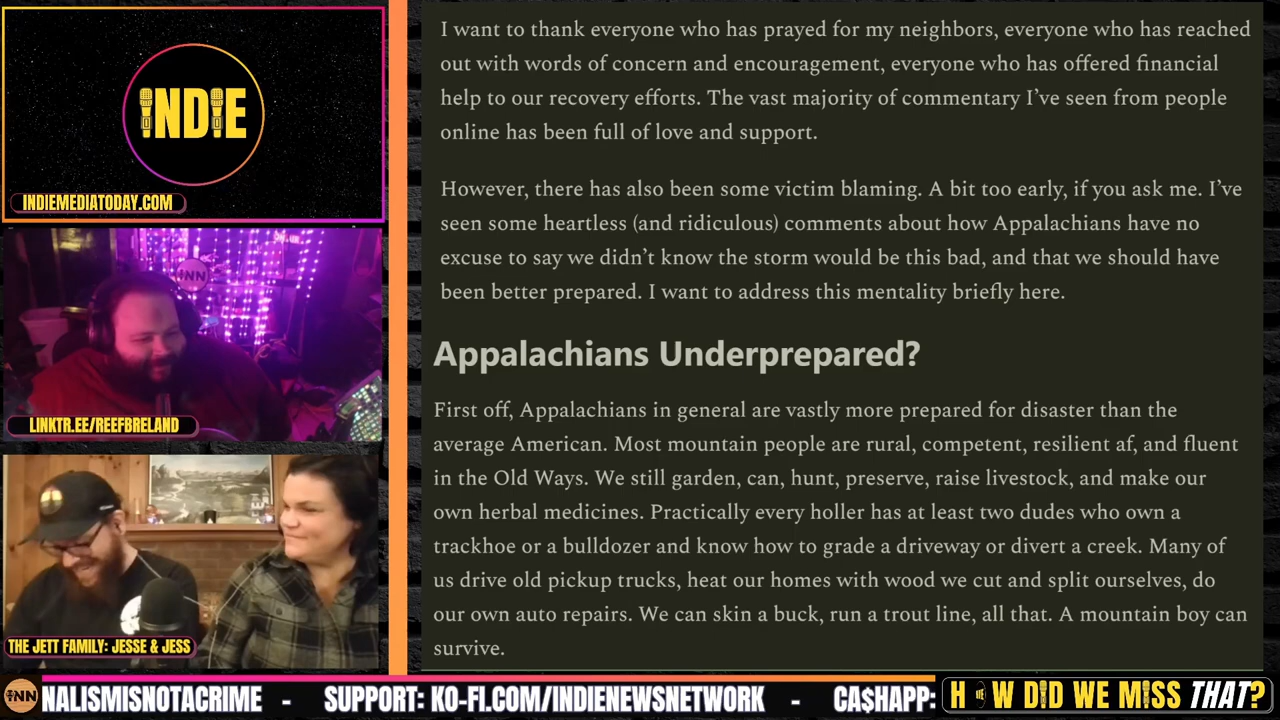 INDIE
INDIEMEDIATODAY.COM
INN
LINKTR.EE/REEFBRELAND
THE JETT FAMILY: JESSE & JESS
I want to thank everyone who has prayed for my neighbors, everyone who has reached
out with words of concern and encouragement, everyone who has offered financial
help to our recovery efforts. The vast majority of commentary I’ve seen from people
online has been full of love and support.
However, there has also been some victim blaming. A bit too early, if you ask me. I’ve
seen some heartless (and ridiculous) comments about how Appalachians have no
excuse to say we didn’t know the storm would be this bad, and that we should have
been better prepared. I want to address this mentality briefly here.
Appalachians Underprepared?
First off, Appalachians in general are vastly more prepared for disaster than the
average American. Most mountain people are rural, competent, resilient af, and fluent
in the Old Ways. We still garden, can, hunt, preserve, raise livestock, and make our
own herbal medicines. Practically every holler has at least two dudes who own a
trackhoe or a bulldozer and know how to grade a driveway or divert a creek. Many of
us drive old pickup trucks, heat our homes with wood we cut and split ourselves, do
our own auto repairs. We can skin a buck, run a trout line, all that. A mountain boy can
survive.
INN
NALISMISNOTACRIME - SUPPORT: KO-FI.COM/INDIENEWSNETWORK - CA$HAPP:
HOW DID WE MISS THAT?